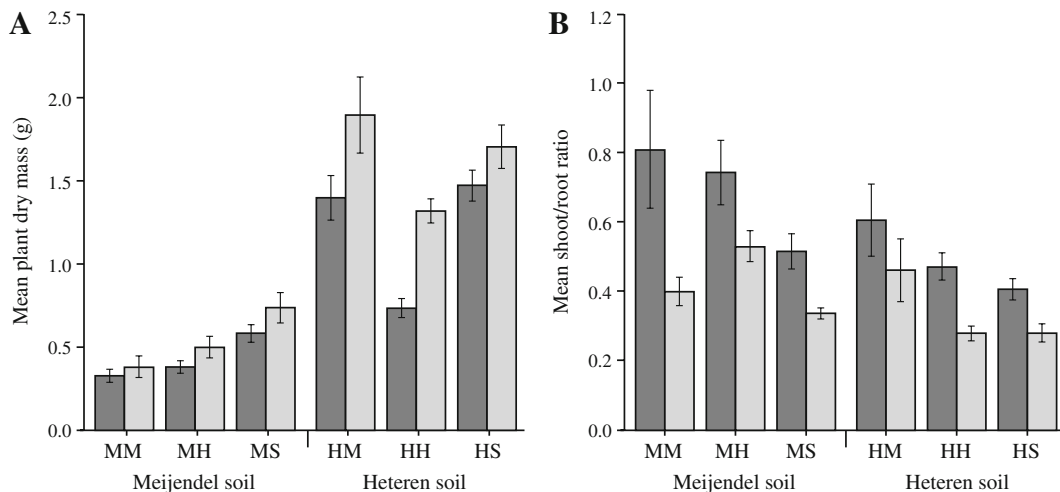 A
Mean plant dry mass (g)
2.5
2.0
1.5
1.0
0.5
0.0
MM MH MS HM HH HS
Meijendel soil Heteren soil
B
Mean shoot/root ratio
1.2
1.0
0.8
0.6
0.4
0.2
0.0
MM MH MS HM HH HS
Meijendel soil Heteren soil